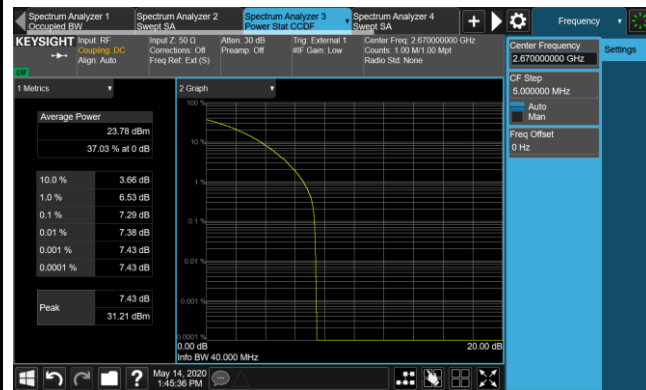 Spectrum Analyzer 1
Occupied BW
Spectrum Analyzer 2
Swept SA
Spectrum Analyzer 3
Power Stat CCDF
Spectrum Analyzer 4
Swept SA
Frequency
KEYSIGHT
Input: RF
Coupling: DC
Align: Auto
Input Z: 50 Ω
Corrections: Off
Freq Ref: Ext (S)
Atten: 30 dB
Preamp: Off
Trig: External 1
#IF Gain: Low
Center Freq: 2.670000000 GHz
Counts: 1.00 M/1.00 Mpt
Radio Std: None
LXI
Center Frequency
2.670000000 GHz
Settings
CF Step
5.000000 MHz
Auto
Man
Freq Offset
0 Hz
1 Metrics
2 Graph
Average Power
23.78 dBm
37.03 % at 0 dB
10.0 % 3.66 dB
1.0 % 6.53 dB
0.1 % 7.29 dB
0.01 % 7.38 dB
0.001 % 7.43 dB
0.0001 % 7.43 dB
Peak 7.43 dB
31.21 dBm
100 %
10 %
1 %
0.1 %
0.01 %
0.001 %
0.0001 %
0.00 dB
20.00 dB
Info BW 40.000 MHz
May 14, 2020
1:45:36 PM